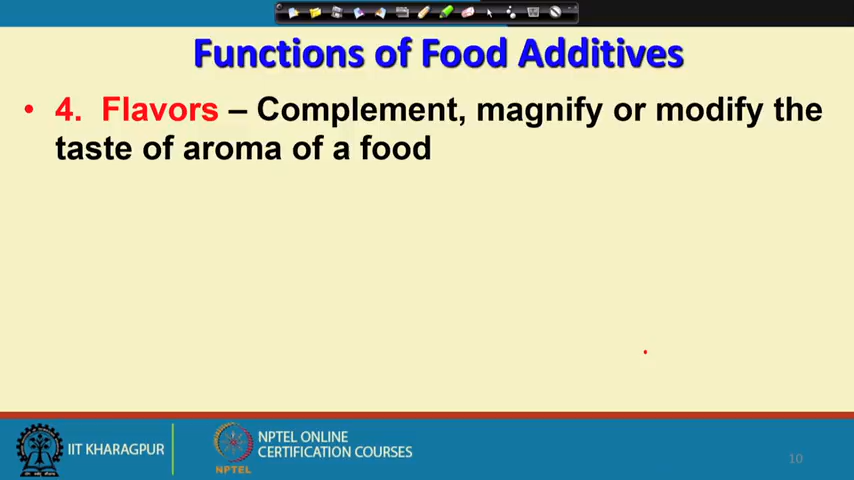 Functions of Food Additives
• 4. Flavors – Complement, magnify or modify the
taste of aroma of a food
IIT KHARAGPUR
NPTEL
NPTEL ONLINE
CERTIFICATION COURSES
10